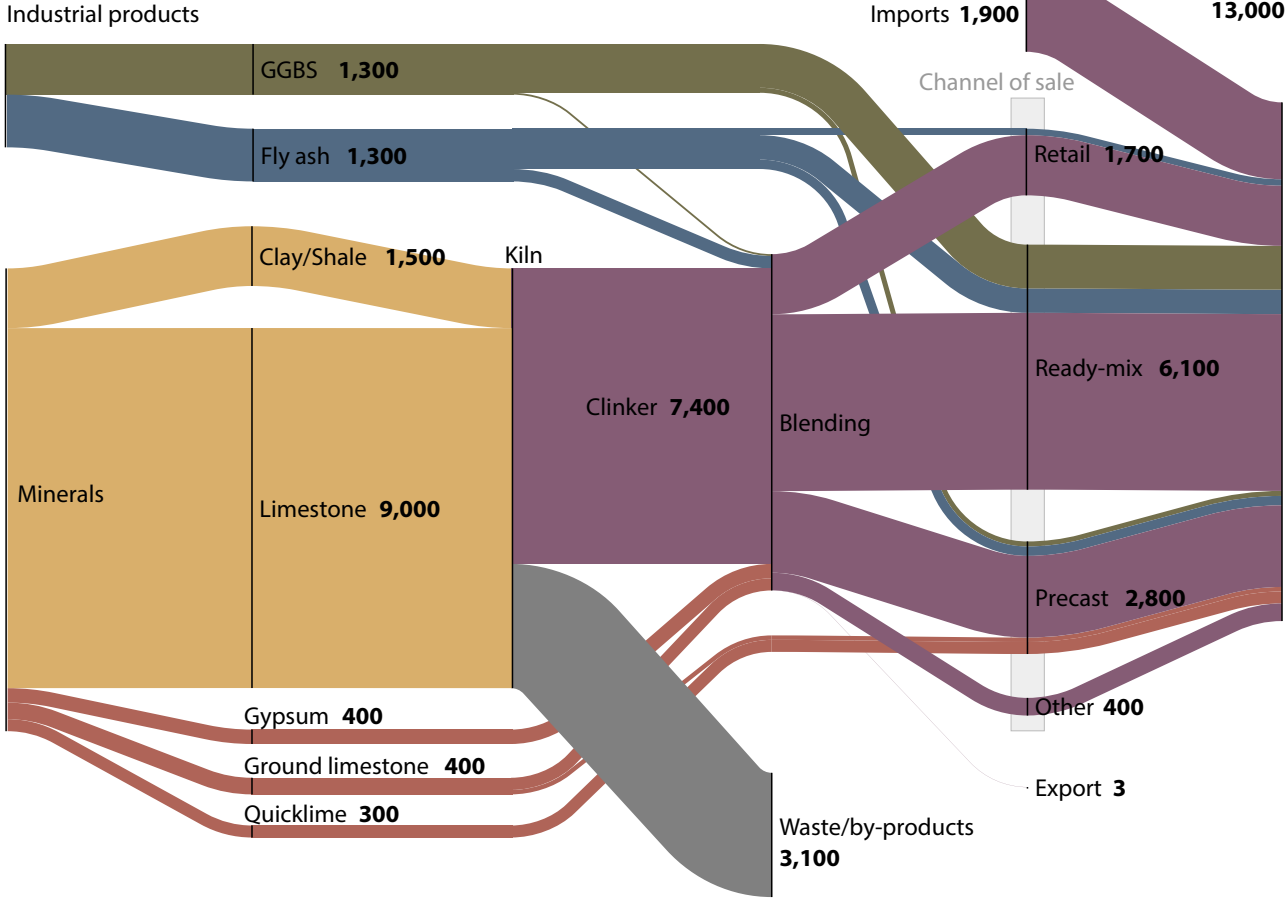 Industrial products
Imports 1,900
13,000
GGBS 1,300
Channel of sale
Fly ash 1,300
Retail 1,700
Clay/Shale 1,500
Kiln
Ready-mix 6,100
Clinker 7,400
Blending
Minerals
Limestone 9,000
Precast 2,800
Gypsum 400
Other 400
Ground limestone 400
Export 3
Quicklime 300
Waste/by-products
3,100